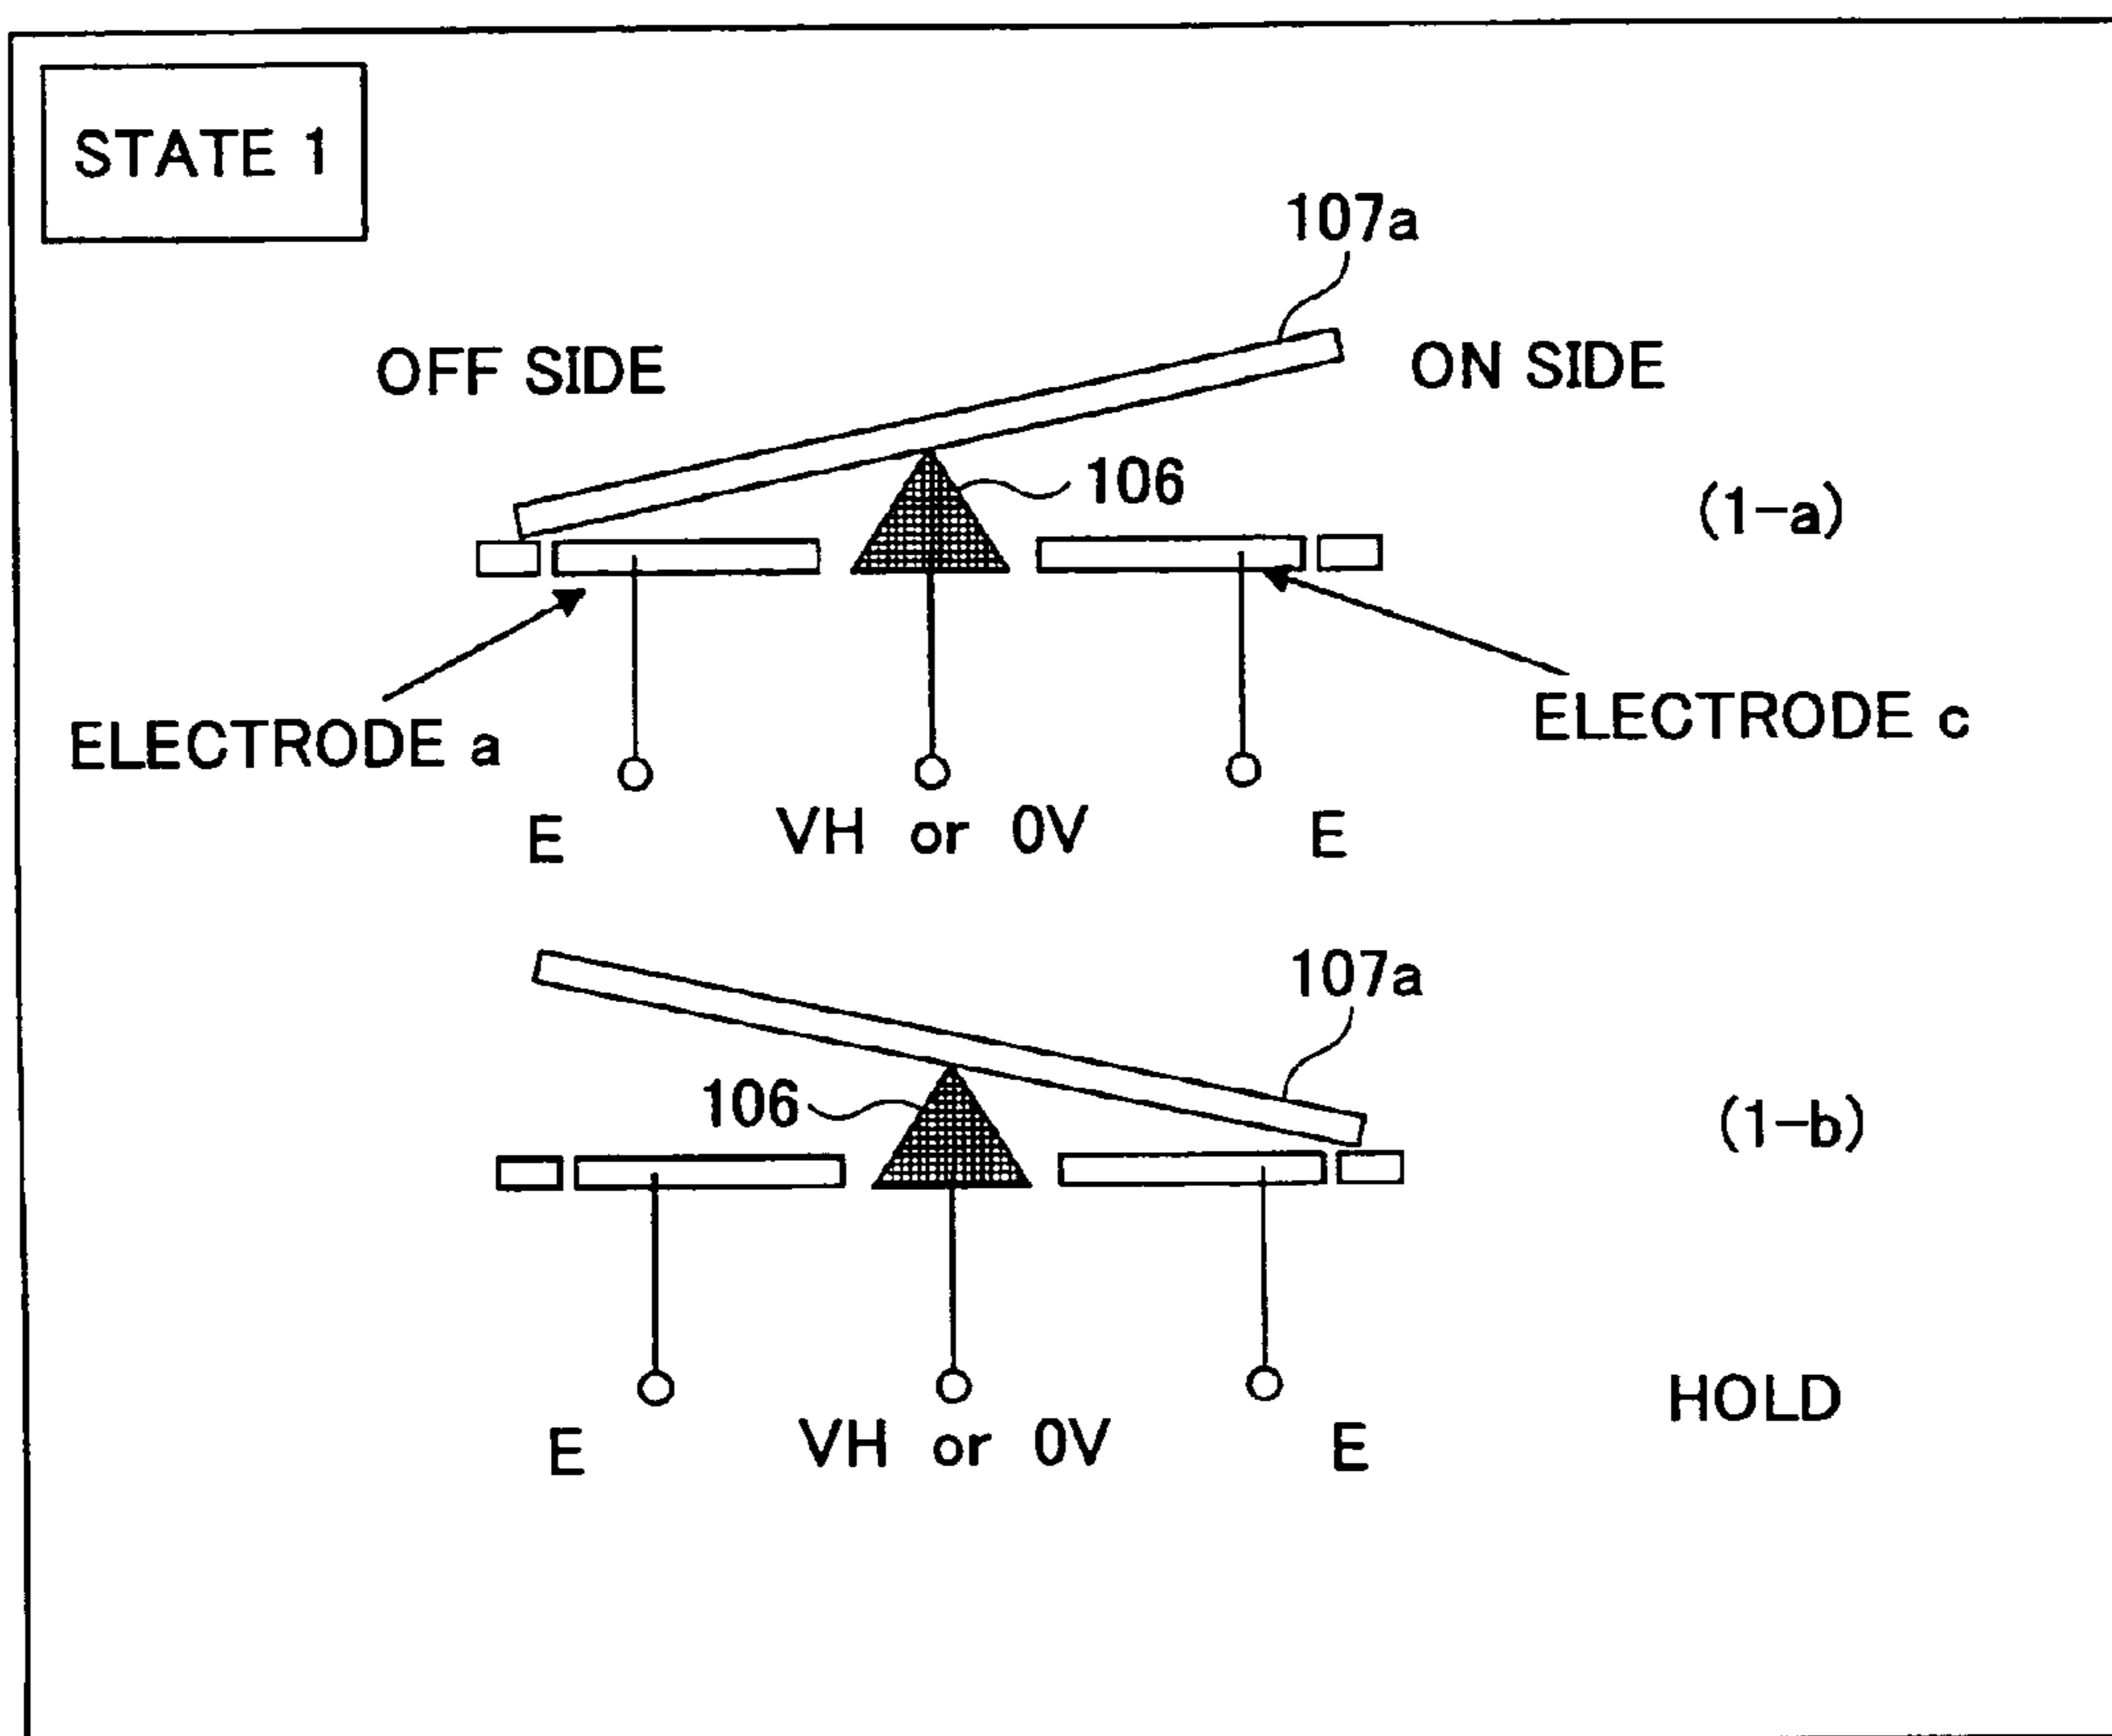 STATE 1
107a
OFF SIDE
ON SIDE
106
(1-a)
ELECTRODE a
ELECTRODE c
E
VH or 0V
E
107a
106
(1-b)
HOLD
E
VH or 0V
E